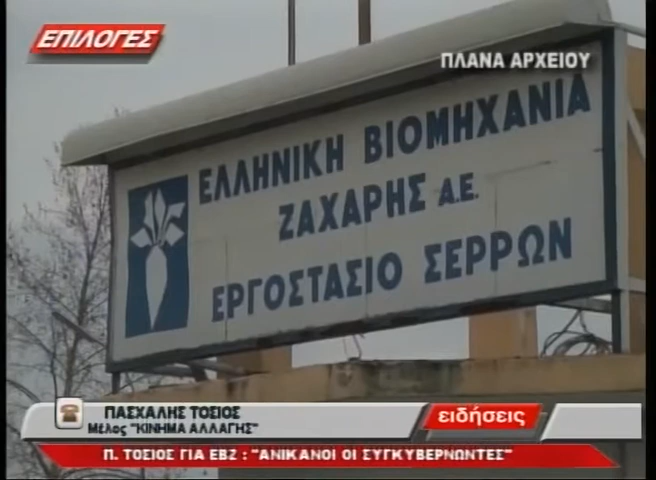 ΕΠΙΛΟΓΕΣ
ΠΛΑΝΑ ΑΡΧΕΙΟΥ
ΕΛΛΗΝΙΚΗ ΒΙΟΜΗΧΑΝΙΑ
ΖΑΧΑΡΗΣ Α.Ε.
ΕΡΓΟΣΤΑΣΙΟ ΣΕΡΡΩΝ
ΠΑΣΧΑΛΗΣ ΤΟΣΙΟΣ
Μέλος "ΚΙΝΗΜΑ ΑΛΛΑΓΗΣ"
ειδήσεις
Π. ΤΟΣΙΟΣ ΓΙΑ ΕΒΖ : "ΑΝΙΚΑΝΟΙ ΟΙ ΣΥΓΚΥΒΕΡΝΩΝΤΕΣ"